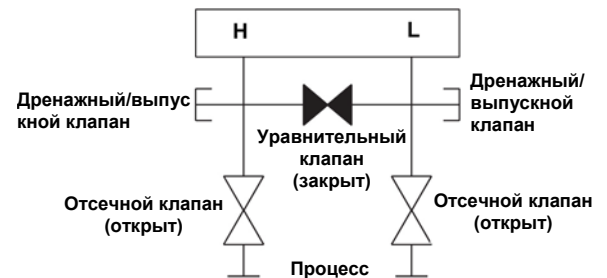 H L
Дренажный/выпус
кной клапан
Уравнительный
клапан
(закрыт)
Дренажный/
выпускной
клапан
Отсечной клапан
(открыт)
Отсечной клапан
(открыт)
Процесс